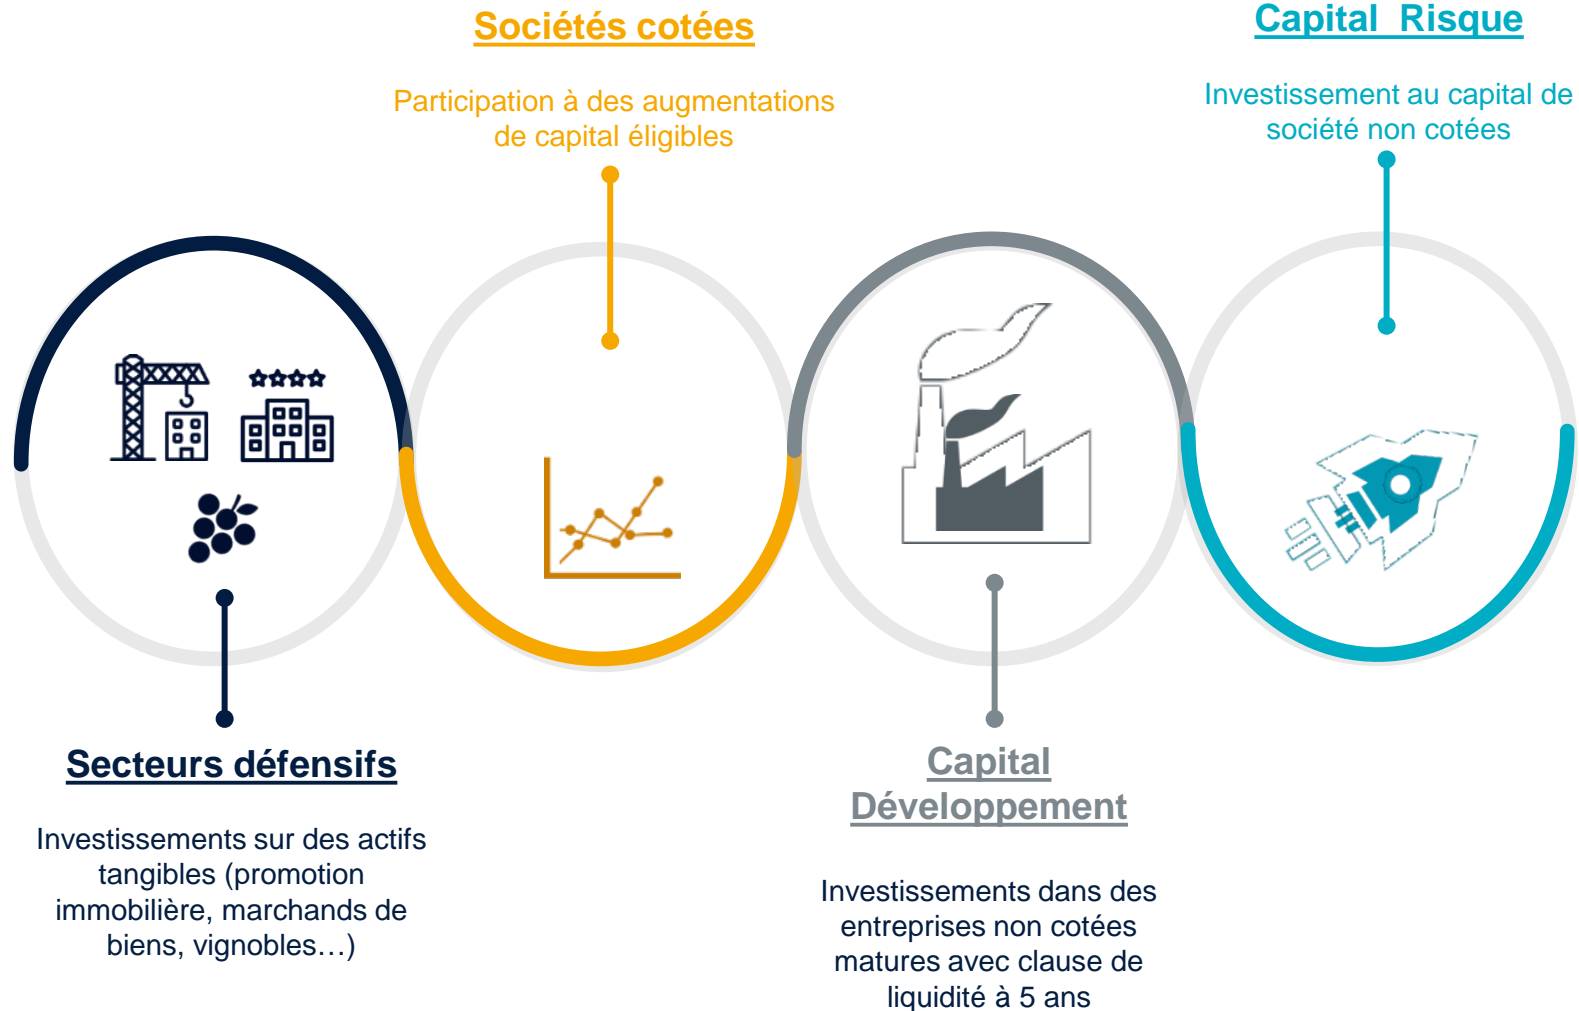 Sociétés cotées
Participation à des augmentations
de capital éligibles
Capital Risque
Investissement au capital de
société non cotées
Secteurs défensifs
Investissements sur des actifs
tangibles (promotion
immobilière, marchands de
biens, vignobles…)
Capital
Développement
Investissements dans des
entreprises non cotées
matures avec clause de
liquidité à 5 ans